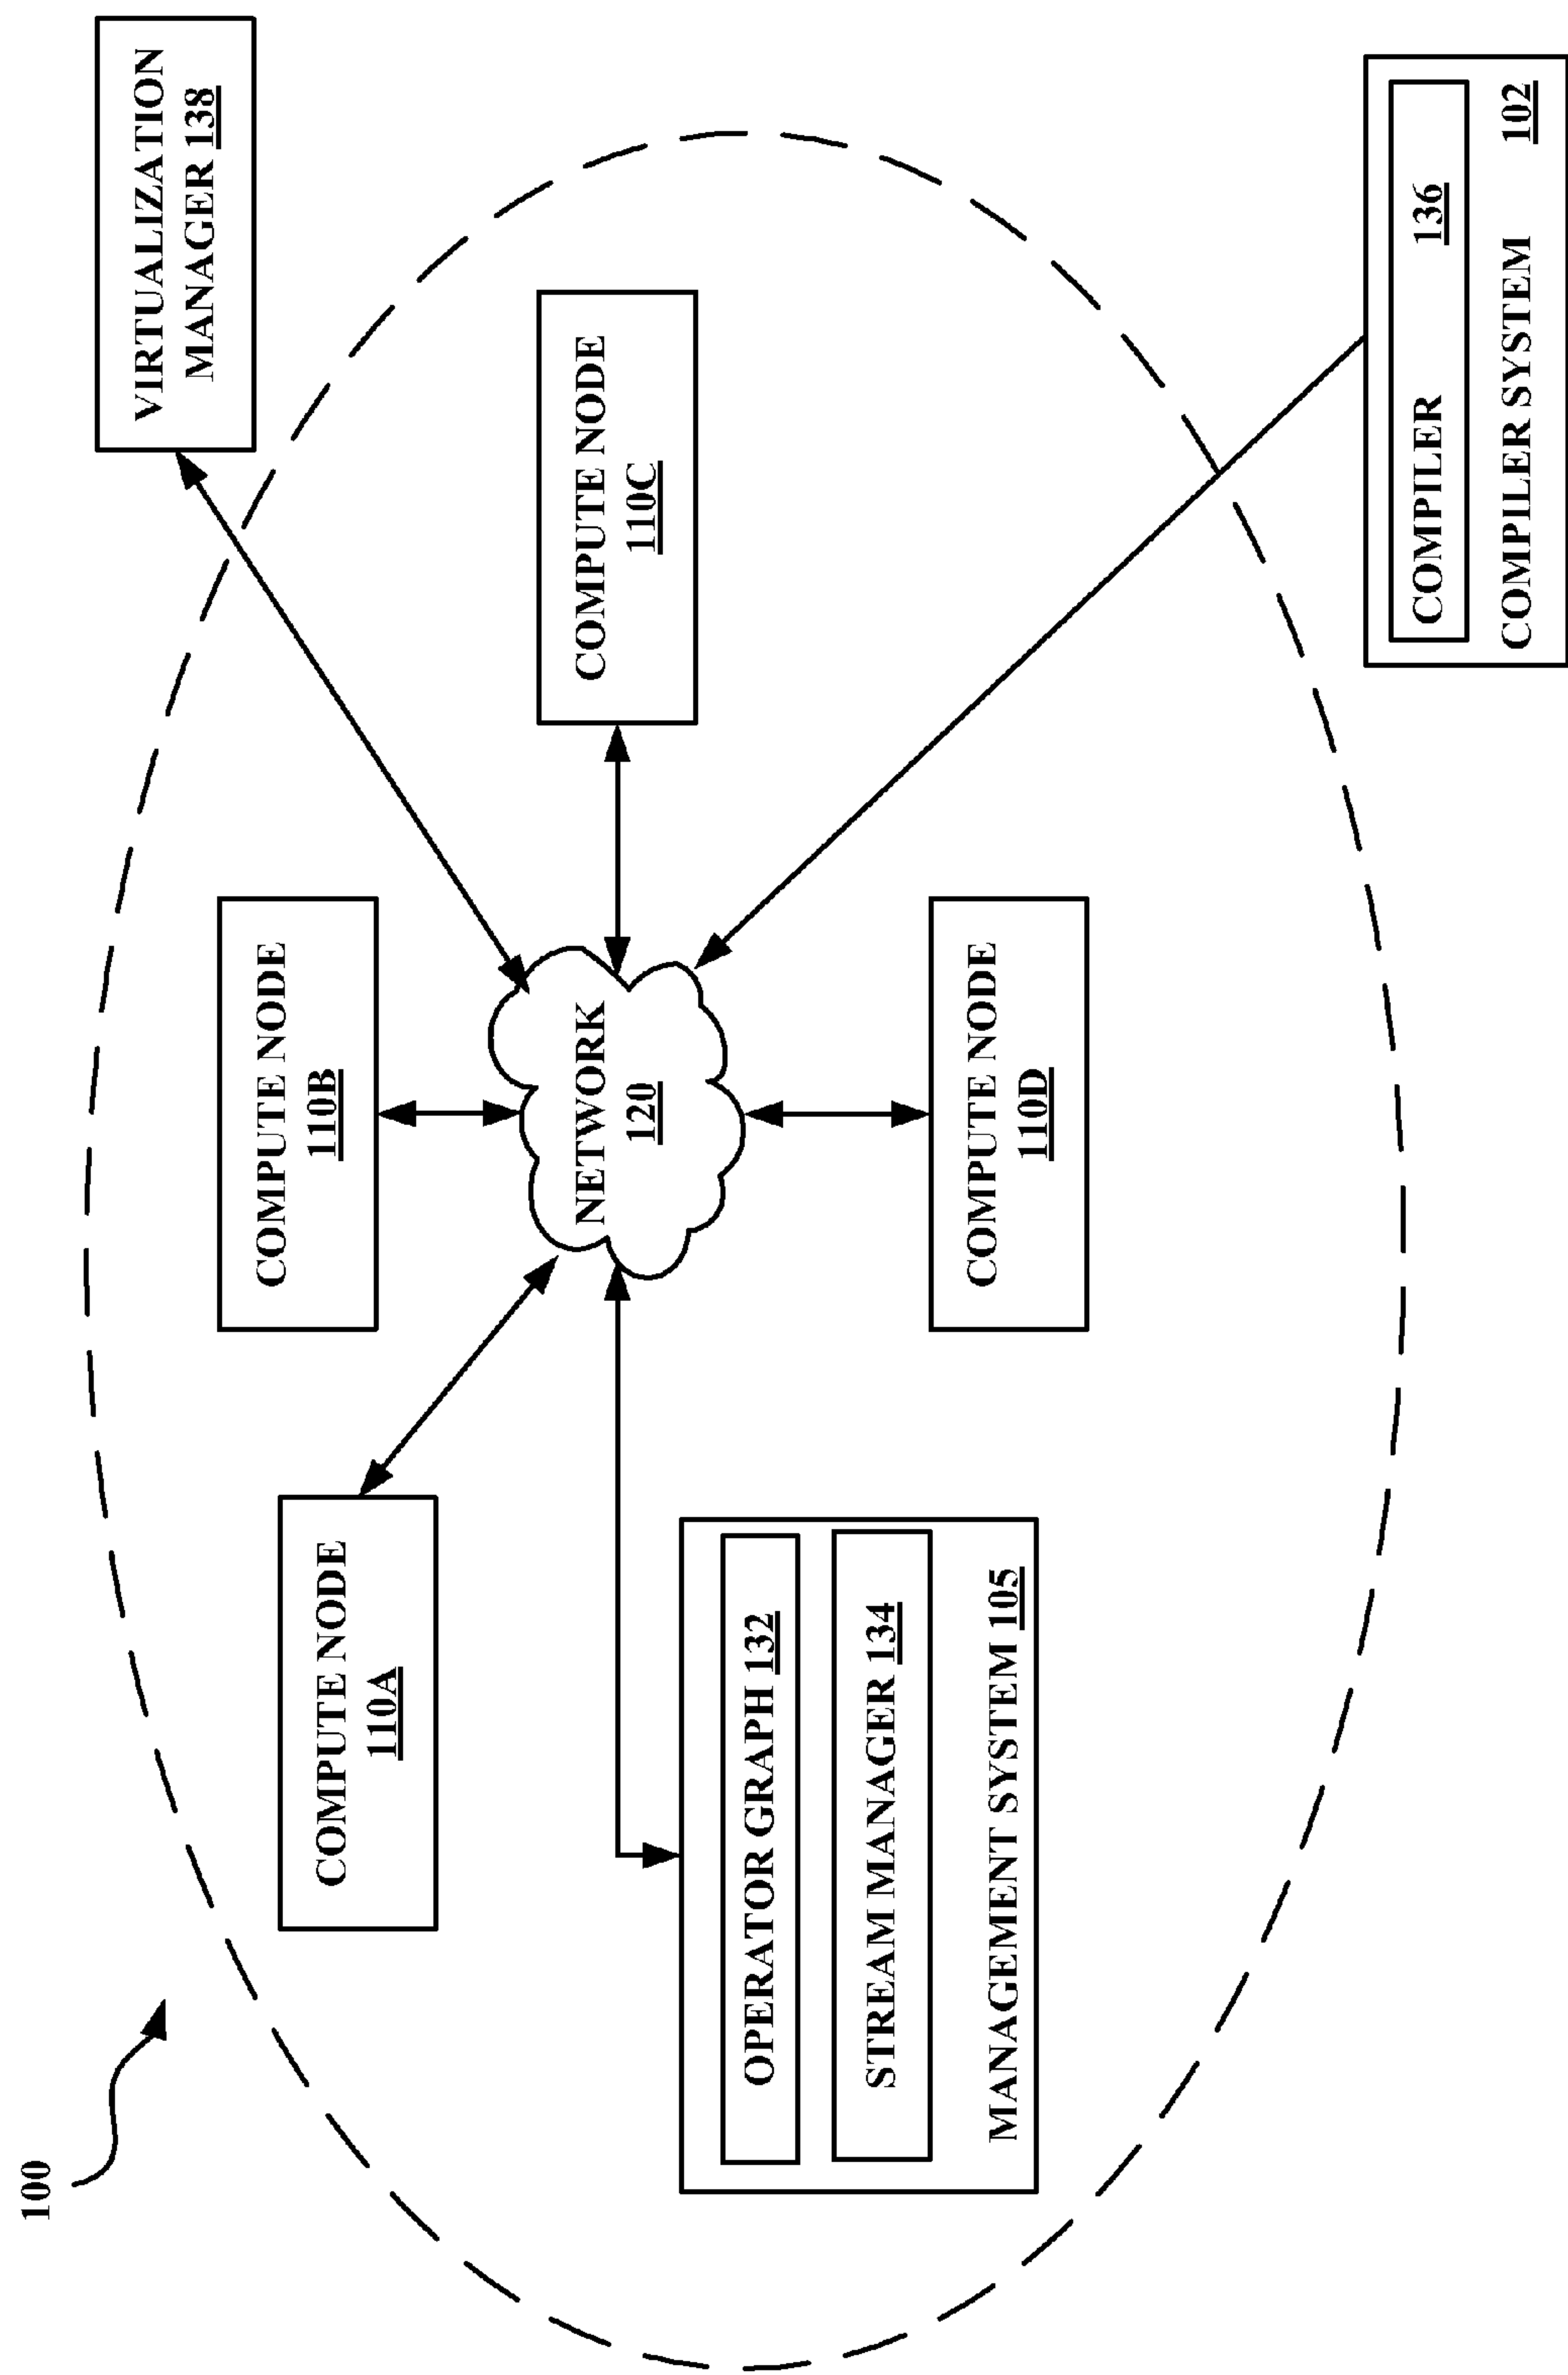 100
VIRTUALIZATION
MANAGER 138
COMPUTE NODE
110B
COMPUTE NODE
110A
COMPUTE NODE
110C
NETWORK
120
OPERATOR GRAPH 132
STREAM MANAGER 134
MANAGEMENT SYSTEM 105
COMPUTE NODE
110D
COMPILER 136
COMPILER SYSTEM 102